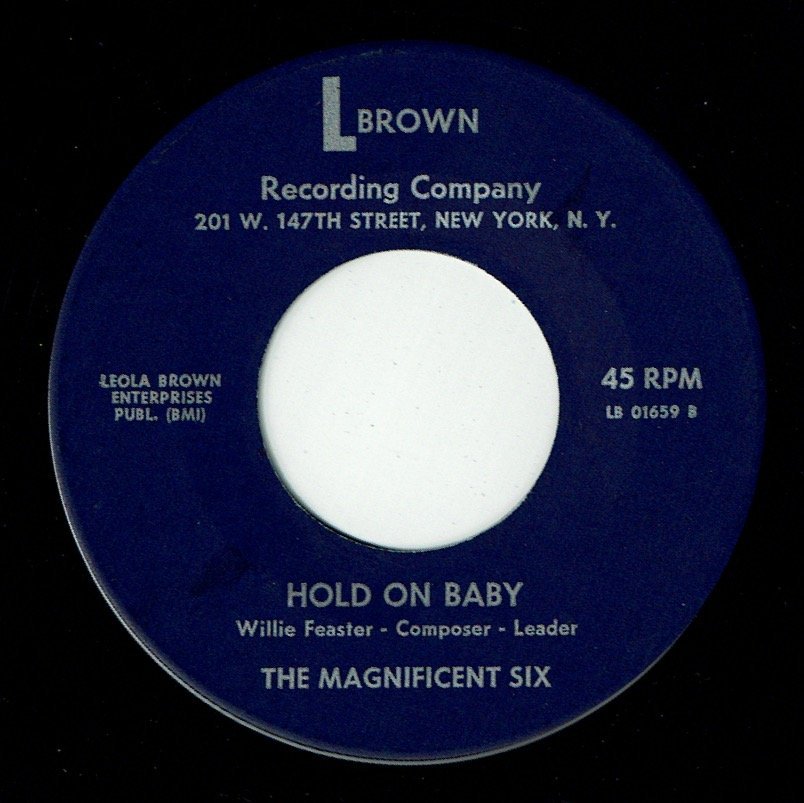 L BROWN
Recording Company
201 W. 147TH STREET, NEW YORK, N. Y.
LEOLA BROWN
ENTERPRISES
PUBL. (BMI)
45 RPM
LB 01659 B
HOLD ON BABY
Willie Feaster - Composer - Leader
THE MAGNIFICENT SIX